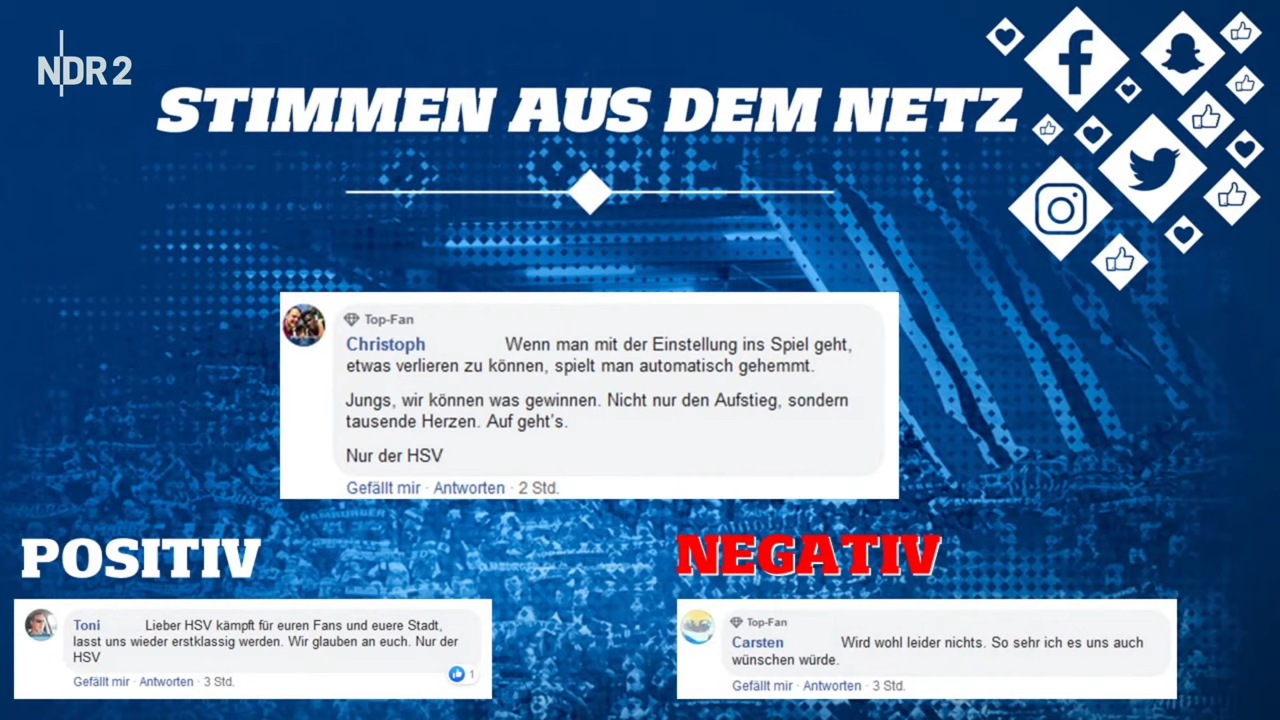 NDR 2
STIMMEN AUS DEM NETZ
Top-Fan
Christoph Wenn man mit der Einstellung ins Spiel geht,
etwas verlieren zu können, spielt man automatisch gehemmt.
Jungs, wir können was gewinnen. Nicht nur den Aufstieg, sondern
tausende Herzen. Auf geht's.
Nur der HSV
Gefällt mir · Antworten · 2 Std.
POSITIV
Toni Lieber HSV kämpft für euren Fans und euere Stadt,
lasst uns wieder erstklassig werden. Wir glauben an euch. Nur der
HSV
1
Gefällt mir · Antworten · 3 Std.
NEGATIV
Top-Fan
Carsten Wird wohl leider nichts. So sehr ich es uns auch
wünschen würde.
Gefällt mir · Antworten · 3 Std.